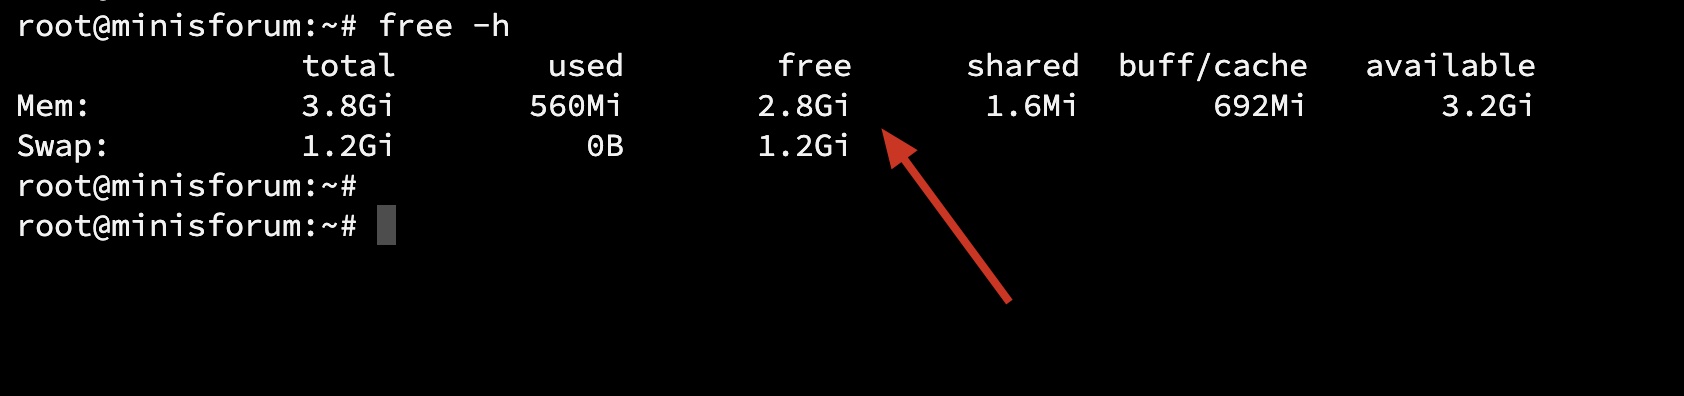 root@minisforum:~# free -h
total used free shared buff/cache available
Mem: 3.8Gi 560Mi 2.8Gi 1.6Mi 692Mi 3.2Gi
Swap: 1.2Gi 0B 1.2Gi
root@minisforum:~#
root@minisforum:~#